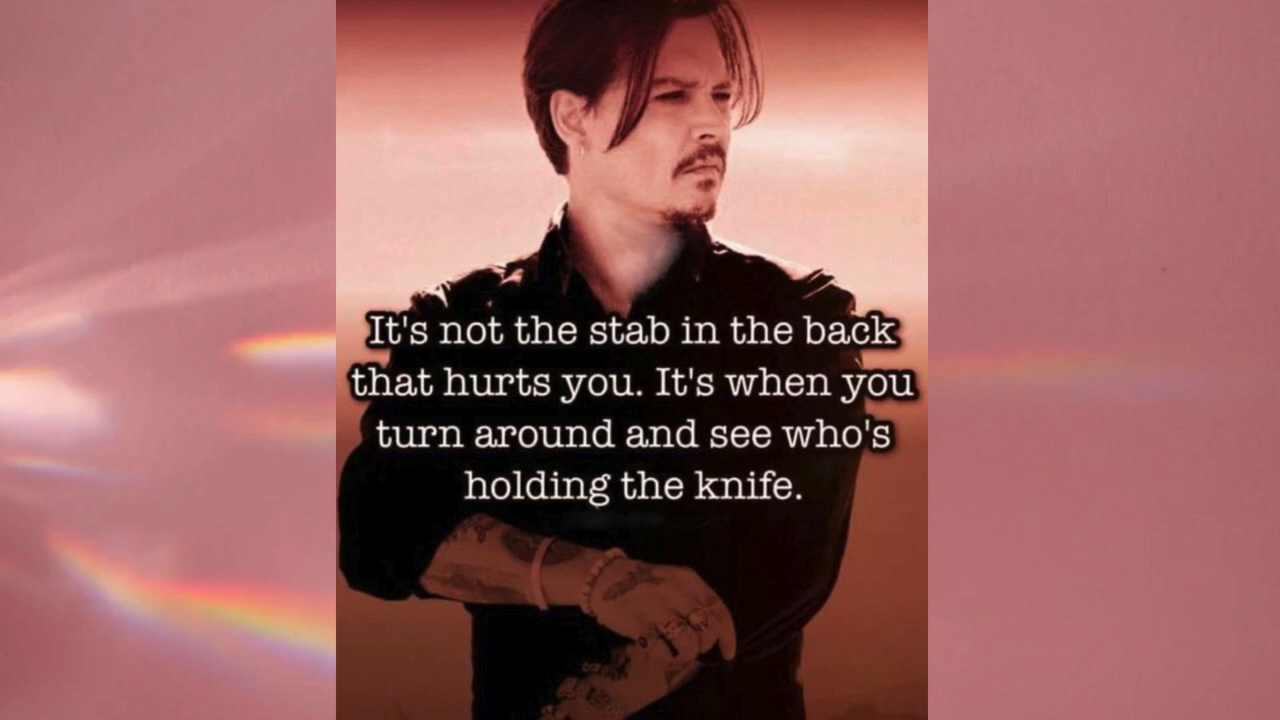 It's not the stab in the back
that hurts you. It's when you
turn around and see who's
holding the knife.